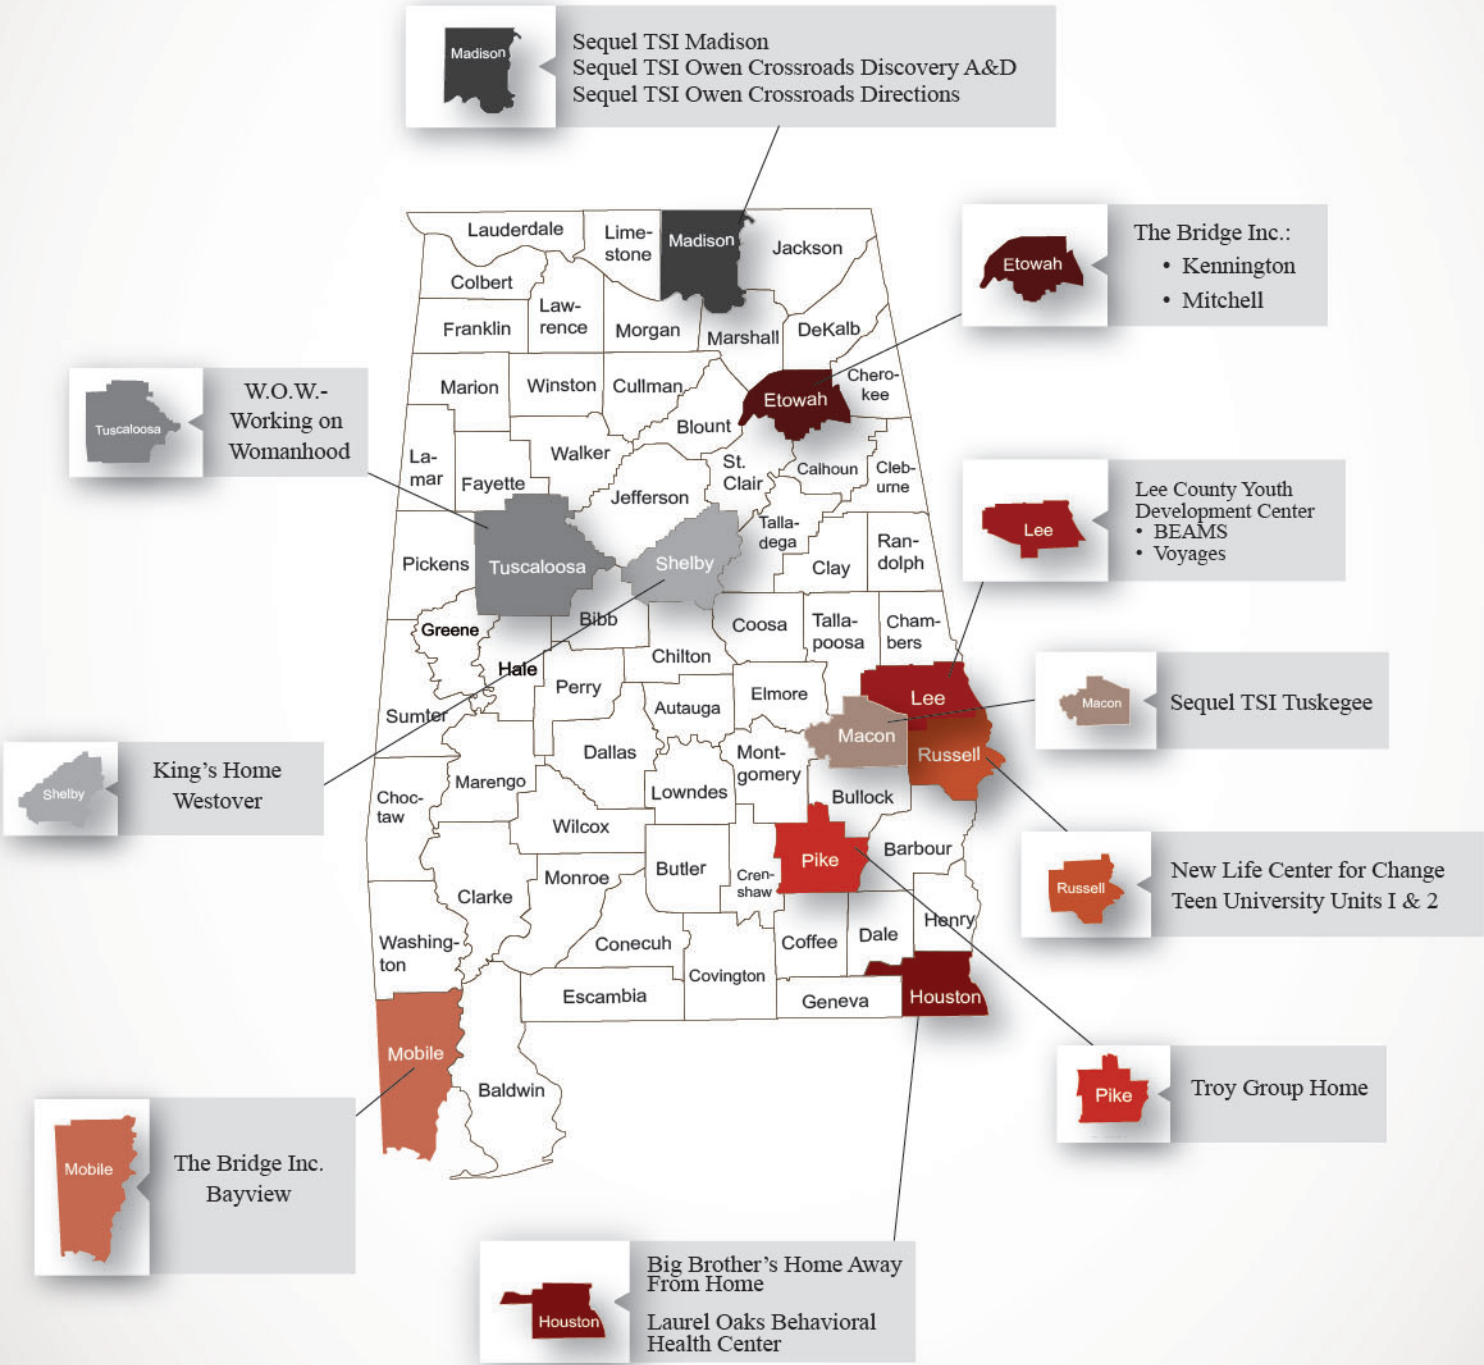 Madison
Sequel TSI Madison
Sequel TSI Owen Crossroads Discovery A&D
Sequel TSI Owen Crossroads Directions
Etowah
The Bridge Inc.:
• Kennington
• Mitchell
Lauderdale
Lime-
stone
Madison
Jackson
Colbert
Law-
rence
Franklin
Morgan
Marshall
DeKalb
Marion
Winston
Cullman
Etowah
Chero-
kee
Blount
Tuscaloosa
W.O.W.-
Working on
Womanhood
La-
mar
Fayette
Walker
Jefferson
St.
Clair
Calhoun
Cleb-
urne
Lee
Lee County Youth
Development Center
• BEAMS
• Voyages
Pickens
Tuscaloosa
Shelby
Talla-
dega
Clay
Ran-
dolph
Greene
Hale
Bibb
Chilton
Coosa
Talla-
poosa
Cham-
bers
Sumter
Perry
Autauga
Elmore
Lee
Macon
Russell
Macon
Sequel TSI Tuskegee
Shelby
King's Home
Westover
Choc-
taw
Marengo
Dallas
Lowndes
Mont-
gomery
Bullock
Wilcox
Butler
Cren-
shaw
Pike
Barbour
Russell
New Life Center for Change
Teen University Units I & 2
Clarke
Monroe
Washing-
ton
Conecuh
Covington
Coffee
Dale
Henry
Escambia
Geneva
Houston
Mobile
Baldwin
Pike
Troy Group Home
Mobile
The Bridge Inc.
Bayview
Houston
Big Brother's Home Away
From Home
Laurel Oaks Behavioral
Health Center